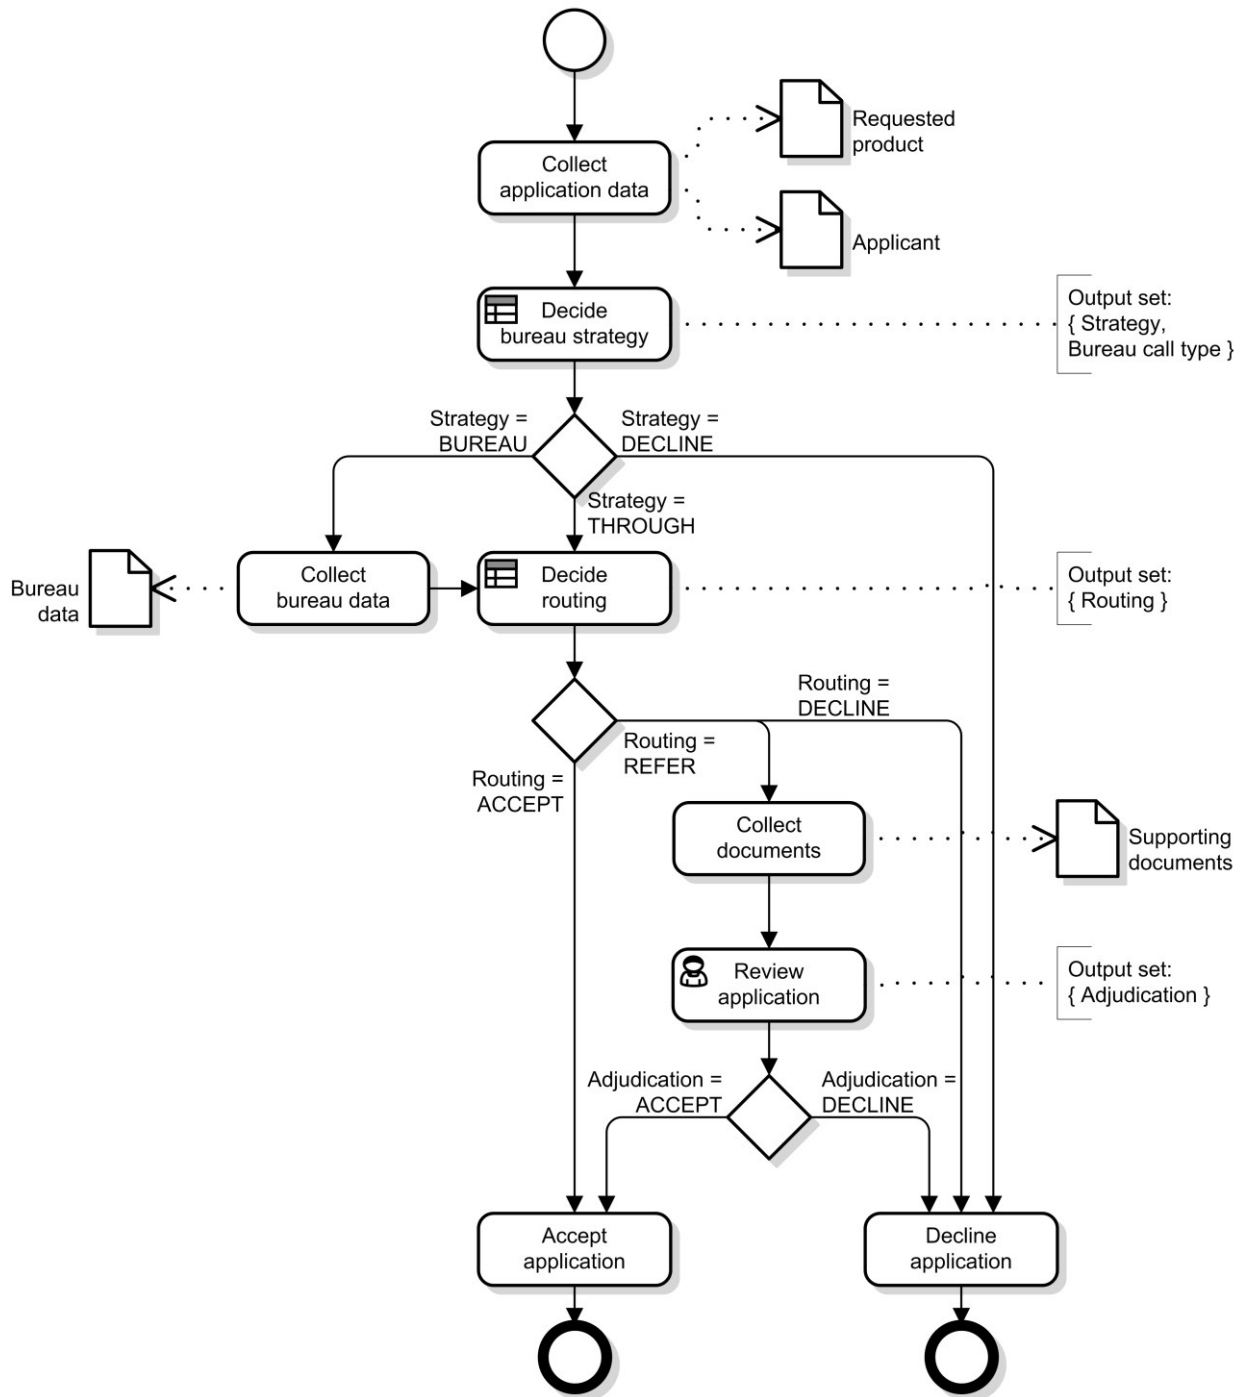 Requested
product
Collect
application data
Applicant
Decide
bureau strategy
Output set:
{ Strategy,
Bureau call type }
Strategy =
BUREAU
Strategy =
DECLINE
Strategy =
THROUGH
Bureau
data
Collect
bureau data
Decide
routing
Output set:
{ Routing }
Routing =
DECLINE
Routing =
REFER
Routing =
ACCEPT
Collect
documents
Supporting
documents
Review
application
Output set:
{ Adjudication }
Adjudication =
ACCEPT
Adjudication =
DECLINE
Accept
application
Decline
application